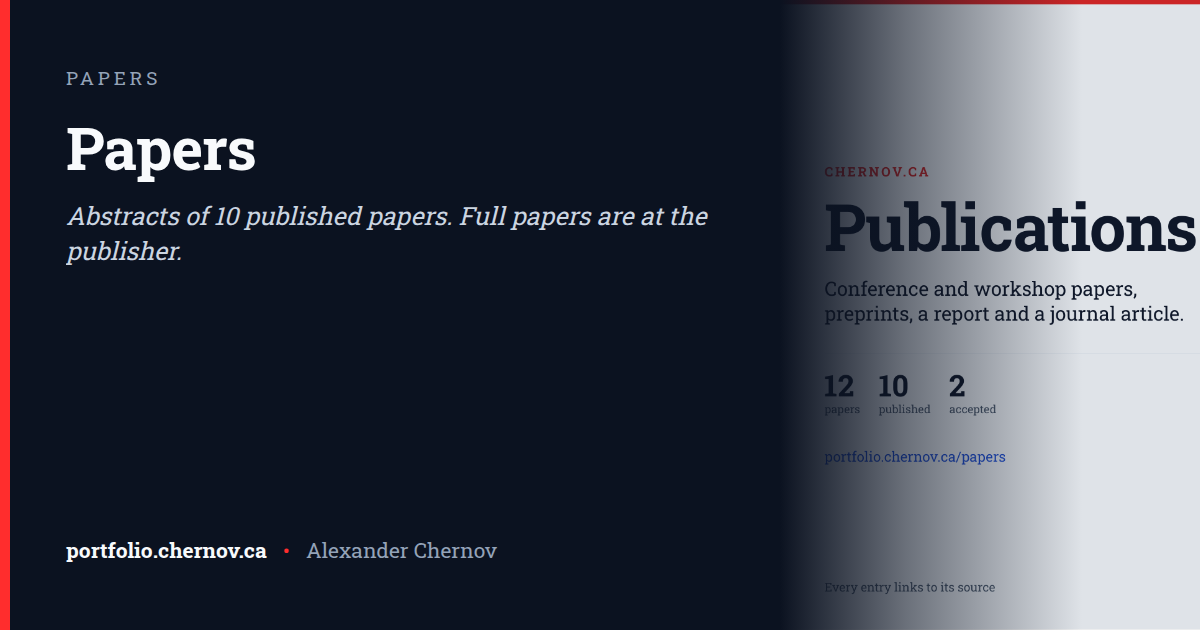 PAPERS
Papers
Abstracts of 10 published papers. Full papers are at the
publisher.
portfolio.chernov.ca • Alexander Chernov
CHERNOV.CA
Publications
Conference and workshop papers,
preprints, a report and a journal article.
12 10 2
papers published accepted
portfolio.chernov.ca/papers
Every entry links to its source